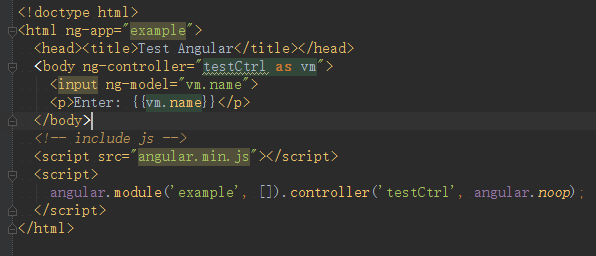 <!doctype html>
<html ng-app="example">
<head><title>Test Angular</title></head>
<body ng-controller="testCtrl as vm">
<input ng-model="vm.name">
<p>Enter: {{vm.name}}</p>
</body>
<!-- include js -->
<script src="angular.min.js"></script>
<script>
angular.module('example', []).controller('testCtrl', angular.noop);
</script>
</html>